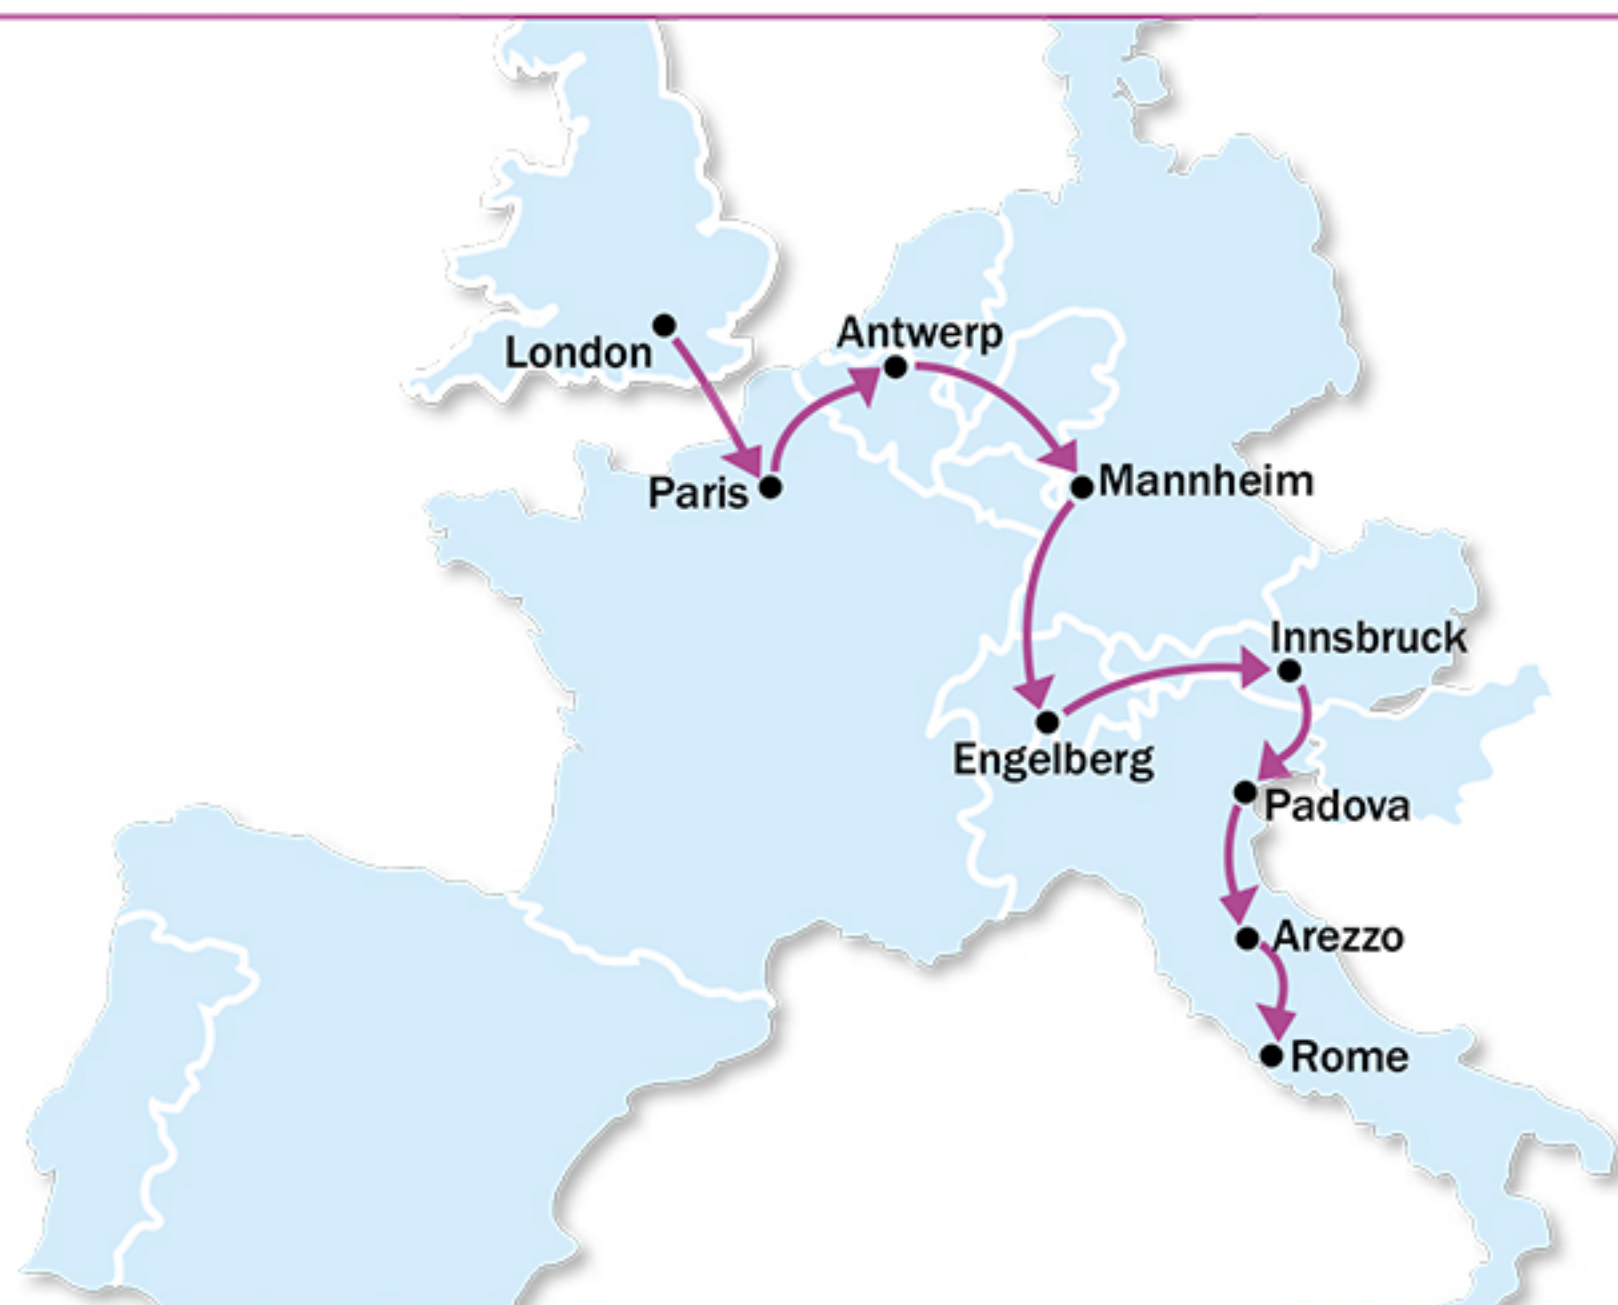 London
Antwerp
Paris
Mannheim
Innsbruck
Engelberg
Padova
Arezzo
Rome